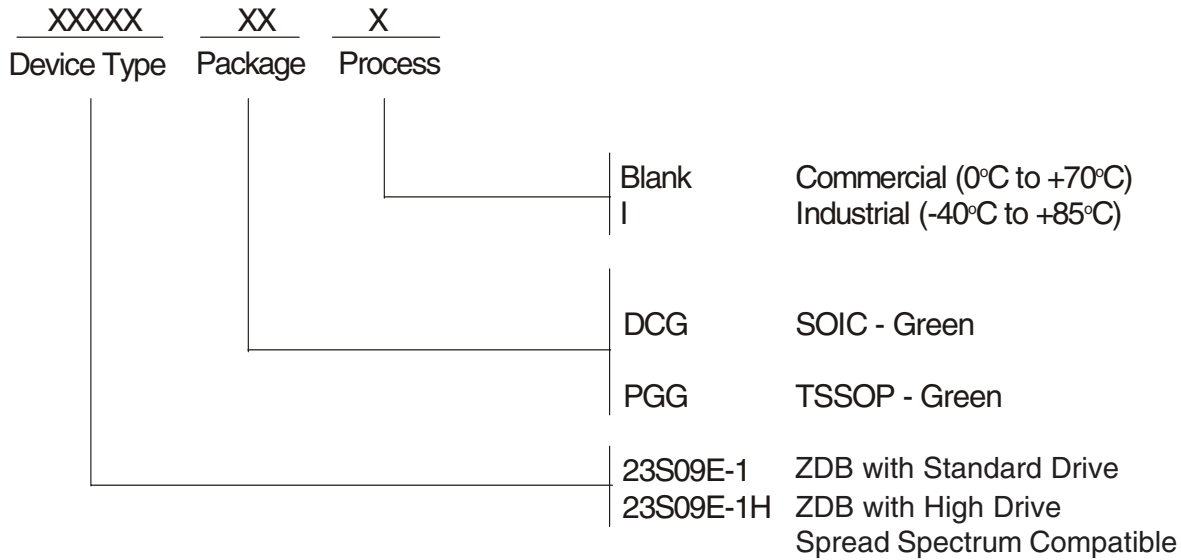 XXXXX XX X
Device Type Package Process
Blank Commercial (0°C to +70°C)
I Industrial (-40°C to +85°C)
DCG SOIC - Green
PGG TSSOP - Green
23S09E-1 ZDB with Standard Drive
23S09E-1H ZDB with High Drive
Spread Spectrum Compatible